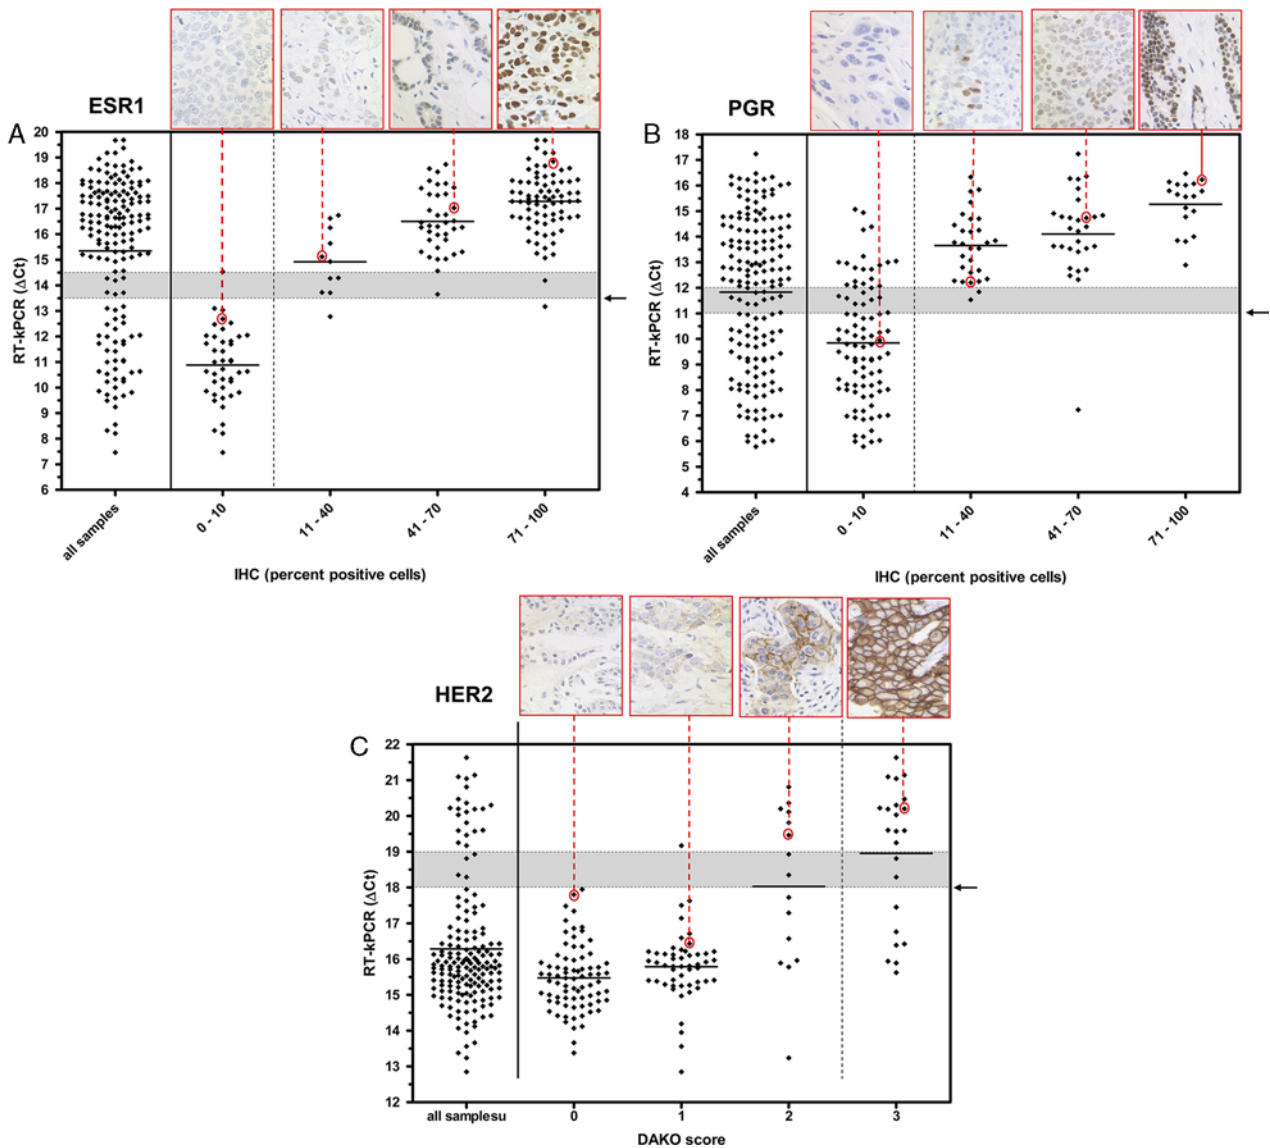 ESR1
A
20
19
18
17
16
15
14
13
12
11
10
9
8
7
6
RT-kPCR (ΔCt)
all samples
0 - 10
11 - 40
41 - 70
71 - 100
IHC (percent positive cells)
PGR
B
18
17
16
15
14
13
12
11
10
9
8
7
6
5
4
RT-kPCR (ΔCt)
all samples
0 - 10
11 - 40
41 - 70
71 - 100
IHC (percent positive cells)
HER2
C
22
21
20
19
18
17
16
15
14
13
12
RT-kPCR (ΔCt)
all samplesu
0
1
2
3
DAKO score